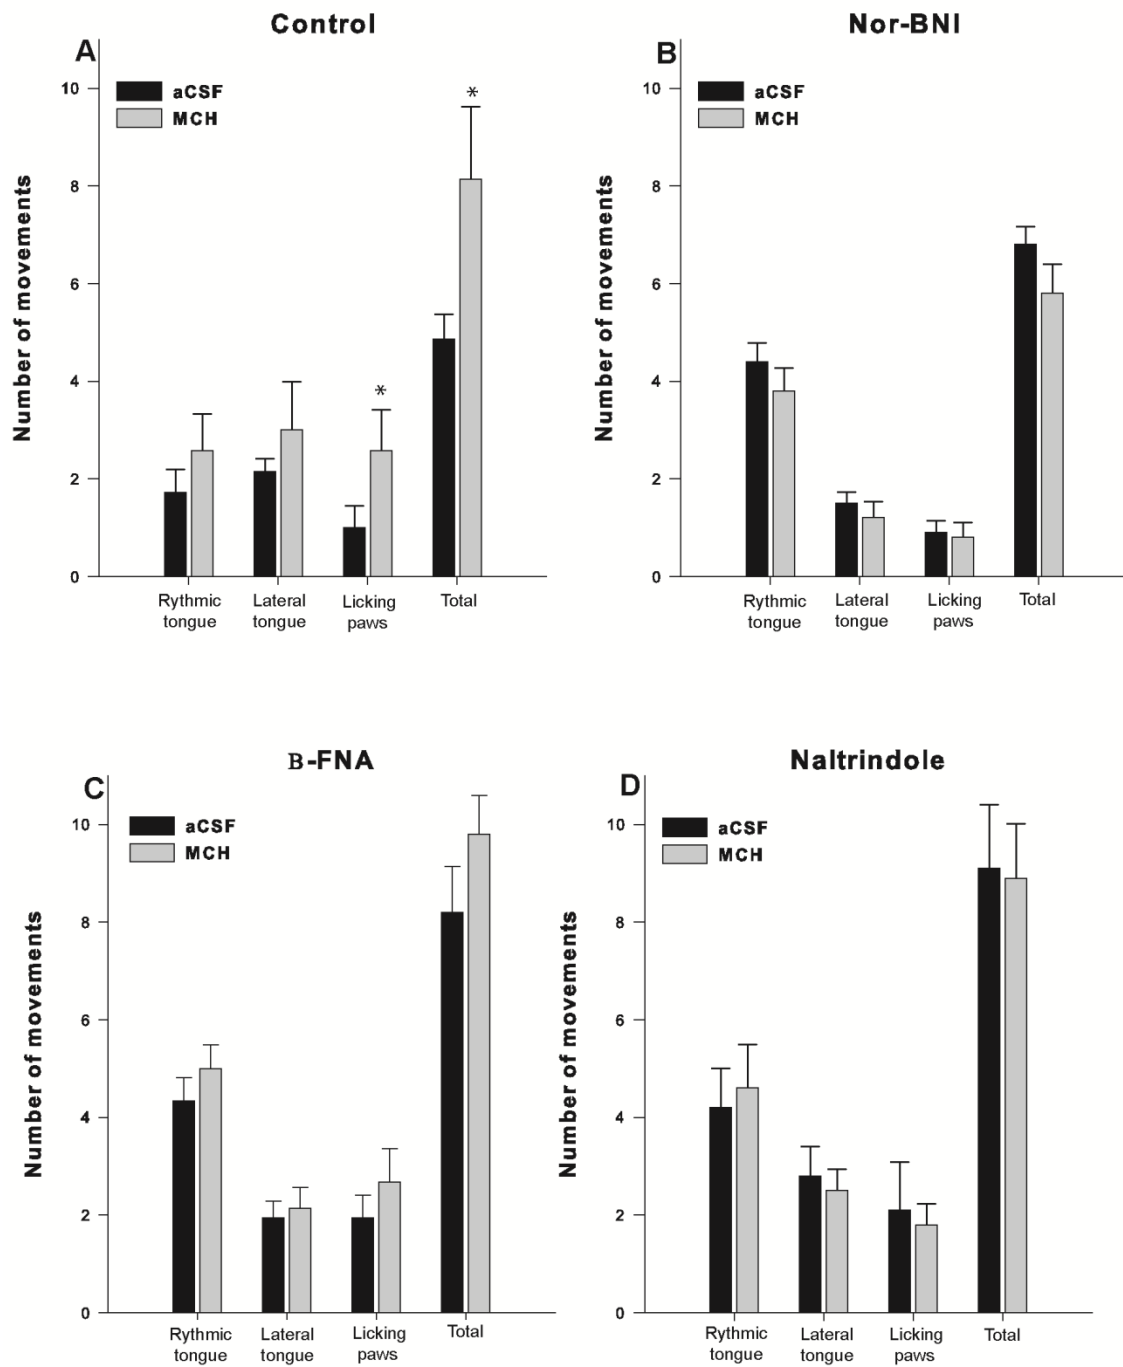 Control
A
aCSF
MCH
*
*
10
8
6
4
2
0
Number of movements
Rythmic
tongue
Lateral
tongue
Licking
paws
Total
Nor-BNI
B
aCSF
MCH
10
8
6
4
2
0
Number of movements
Rythmic
tongue
Lateral
tongue
Licking
paws
Total
B-FNA
C
aCSF
MCH
10
8
6
4
2
0
Number of movements
Rythmic
tongue
Lateral
tongue
Licking
paws
Total
Naltrindole
D
aCSF
MCH
10
8
6
4
2
0
Number of movements
Rythmic
tongue
Lateral
tongue
Licking
paws
Total